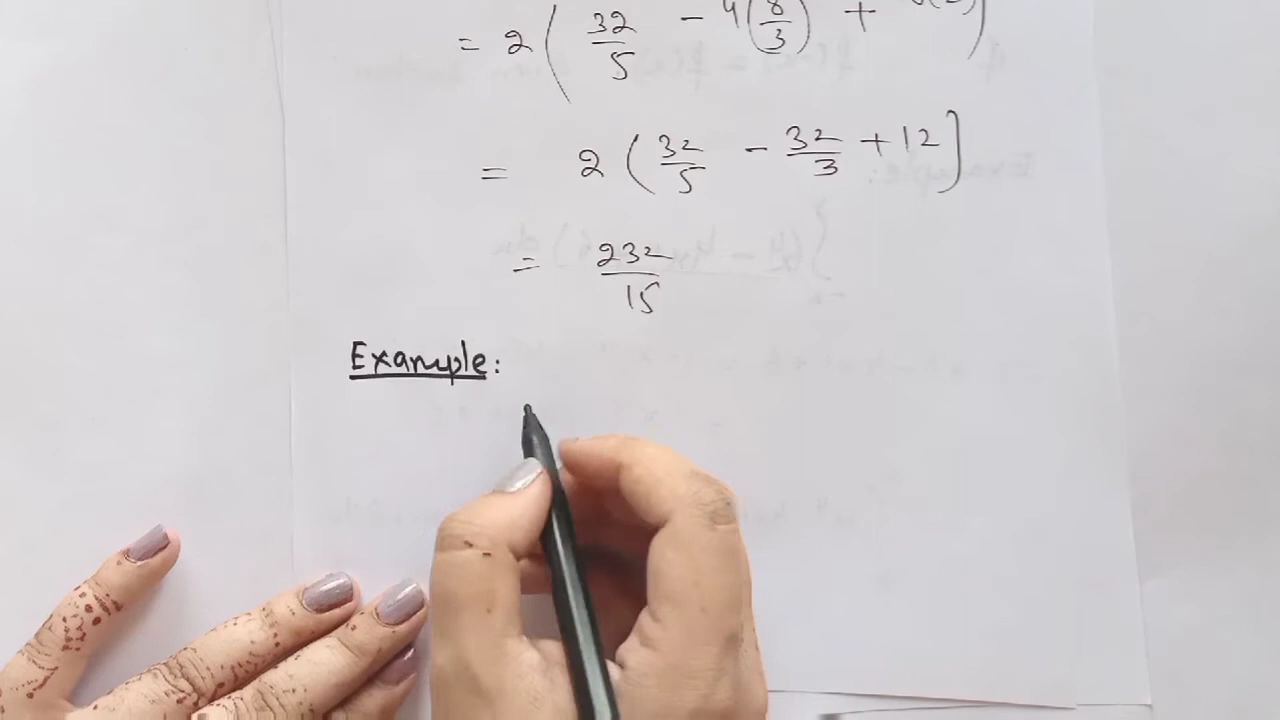 = 2 ( 32/5 - 4(8/3) +
= 2 ( 32/5 - 32/3 + 12 )
= 232/15
Example: